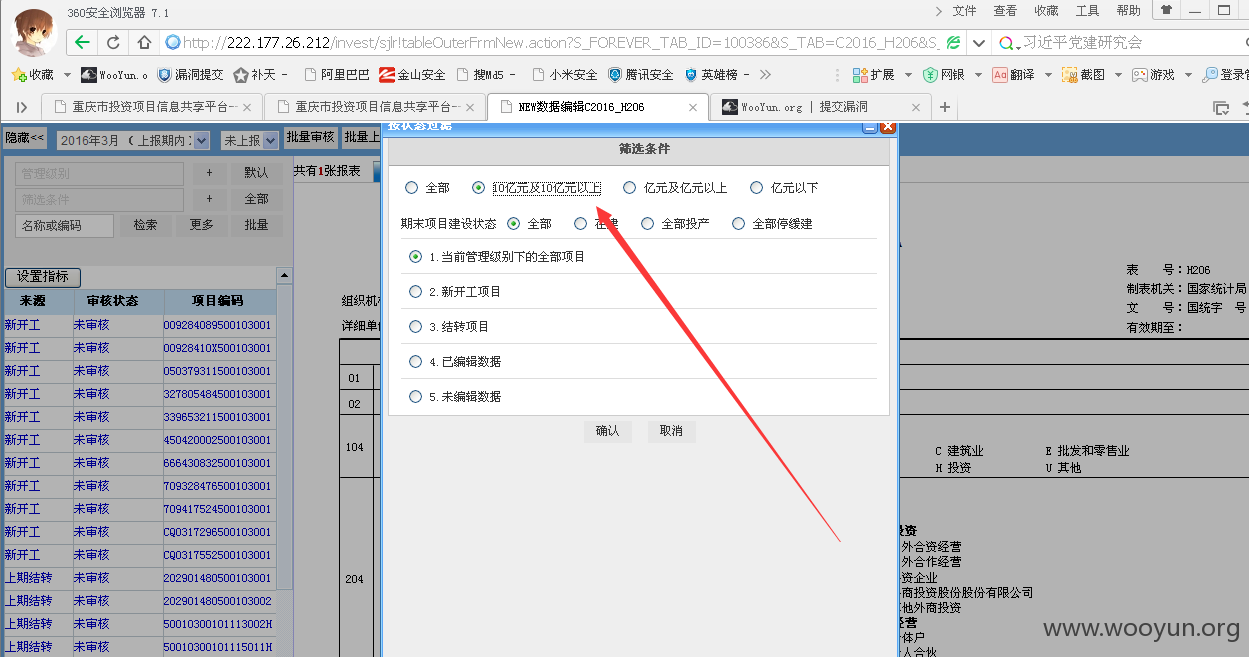 360安全浏览器 7.1
文件 查看 收藏 工具 帮助
http://222.177.26.212/invest/sjlr!tableOuterFrmNew.action?S_FOREVER_TAB_ID=100386&S_TAB=C2016_H206&S_
习近平党建研究会
收藏 WooYun.o 漏洞提交 补天 - 阿里巴巴 金山安全 搜Md5 - 小米安全 腾讯安全 英雄榜 - 扩展 网银 翻译 截图 游戏 登录
重庆市投资项目信息共享平台- 重庆市投资项目信息共享平台- NEW数据编辑C2016_H206 WooYun.org | 提交漏洞
隐藏<< 2016年3月 (上报期内 未上报 批量审核 批量上
按状态过滤
管理级别 + 默认
筛选条件 + 全部
名称或编码 检索 更多 批量
共有1张报表
设置指标
来源 审核状态 项目编码
新开工 未审核 009284089500103001
新开工 未审核 00928410X500103001
新开工 未审核 050379311500103001
新开工 未审核 327805484500103001
新开工 未审核 339653211500103001
新开工 未审核 450420002500103001
新开工 未审核 666430832500103001
新开工 未审核 709328476500103001
新开工 未审核 709417524500103001
新开工 未审核 CQ0317296500103001
新开工 未审核 CQ0317552500103001
上期结转 未审核 202901480500103001
上期结转 未审核 202901480500103002
上期结转 未审核 50010300101113002H
上期结转 未审核 50010300101115011H
组织机
详细单位
01
02
104
204
筛选条件
全部 10亿元及10亿元以上 亿元及亿元以上 亿元以下
期末项目建设状态 全部 在建 全部投产 全部停缓建
1.当前管理级别下的全部项目
2.新开工项目
3.结转项目
4.已编辑数据
5.未编辑数据
确认 取消
表 号：H206
制表机关：国家统计局
文 号：国统字 号
有效期至：
C 建筑业 E 批发和零售业
H 投资 U 其他
投资
外合资经营
外合作经营
资企业
商投资股份股份有限公司
他外商投资
经营
体户
人合伙
www.wooyun.org